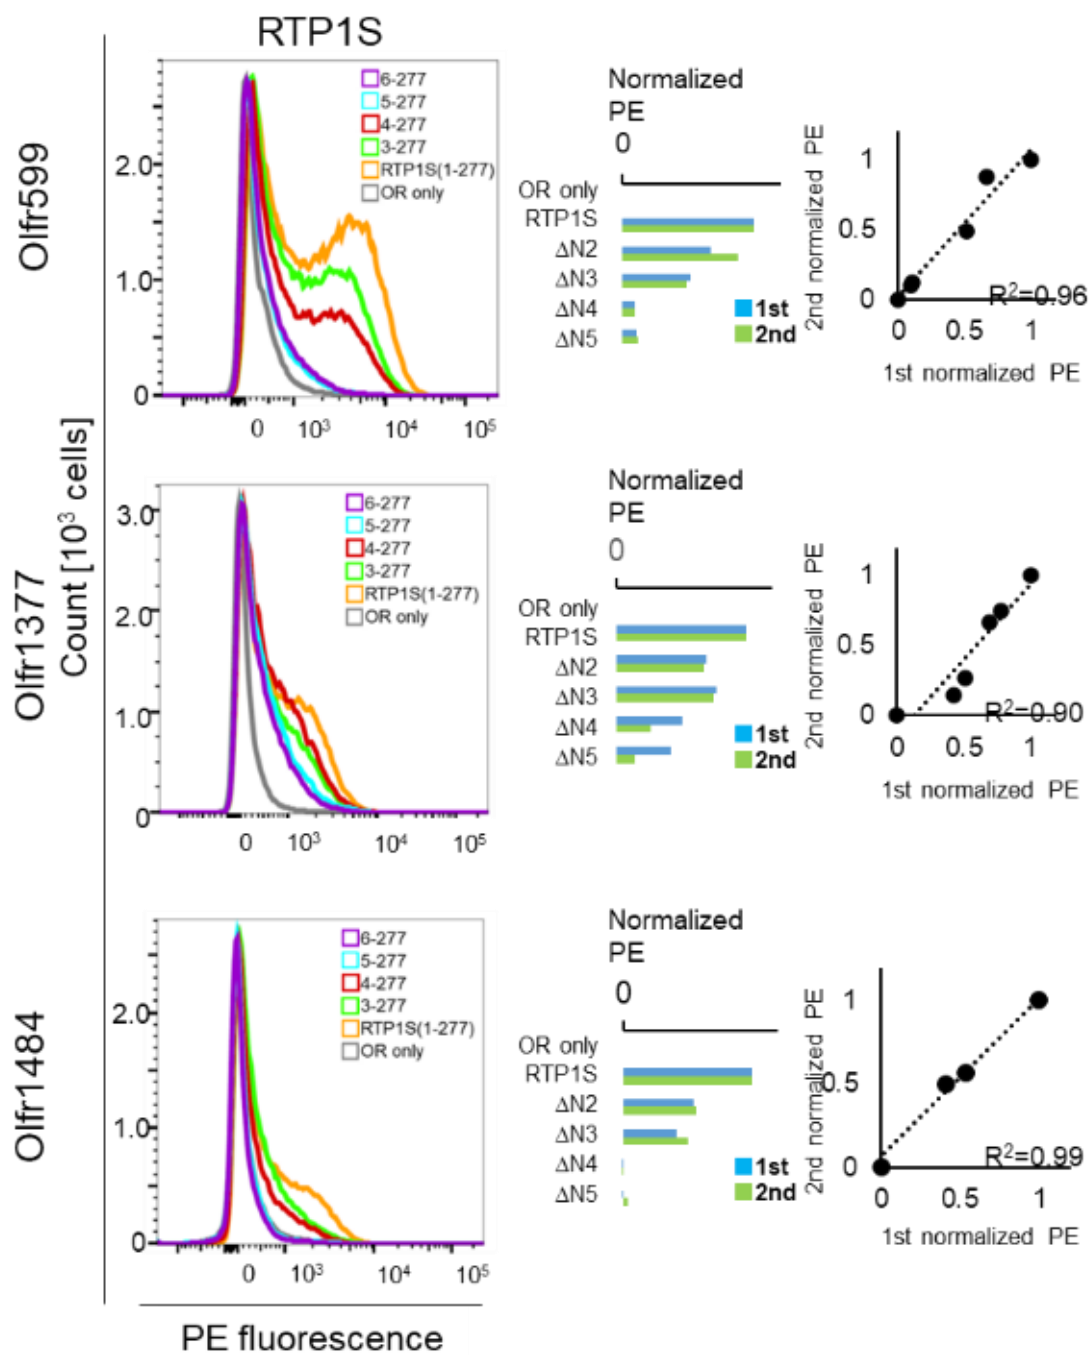 RTP1S
Olfr599
Count [10³ cells]
2.0
1.0
0
6-277
5-277
4-277
3-277
RTP1S(1-277)
OR only
0 10³ 10⁴ 10⁵
Normalized
PE
0
OR only
RTP1S
ΔN2
ΔN3
ΔN4
ΔN5
1st
2nd
2nd normalized PE
1
0.5
0
R²=0.96
0 0.5 1
1st normalized PE
Olfr1377
3.0
2.0
1.0
0
6-277
5-277
4-277
3-277
RTP1S(1-277)
OR only
0 10³ 10⁴ 10⁵
Normalized
PE
0
OR only
RTP1S
ΔN2
ΔN3
ΔN4
ΔN5
1st
2nd
2nd normalized PE
1
0.5
0
R²=0.90
0 0.5 1
1st normalized PE
Olfr1484
2.0
1.0
0
6-277
5-277
4-277
3-277
RTP1S(1-277)
OR only
0 10³ 10⁴ 10⁵
Normalized
PE
0
OR only
RTP1S
ΔN2
ΔN3
ΔN4
ΔN5
1st
2nd
2nd normalized PE
1
0.5
0
R²=0.99
0 0.5 1
1st normalized PE
PE fluorescence